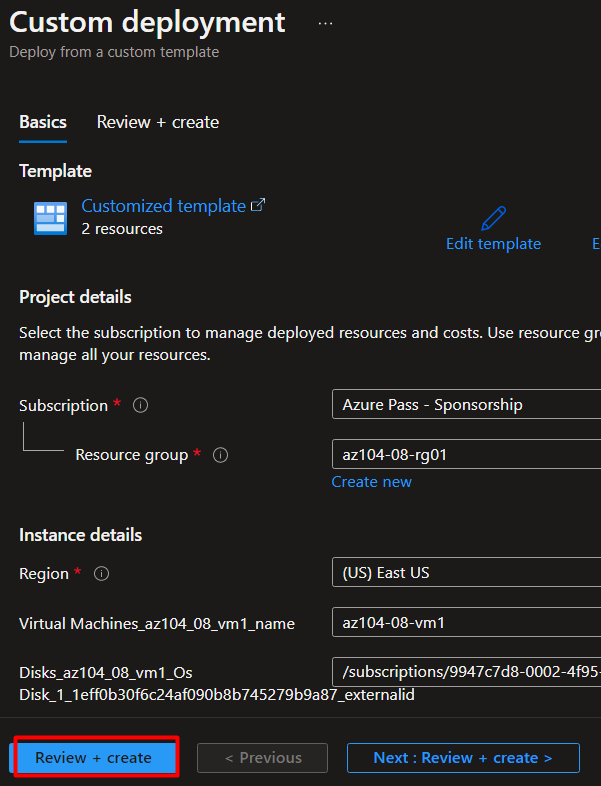 Custom deployment ...
Deploy from a custom template
Basics Review + create
Template
Customized template
2 resources
Edit template E
Project details
Select the subscription to manage deployed resources and costs. Use resource gr
manage all your resources.
Subscription * Azure Pass - Sponsorship
Resource group * az104-08-rg01
Create new
Instance details
Region * (US) East US
Virtual Machines_az104_08_vm1_name az104-08-vm1
Disks_az104_08_vm1_Os /subscriptions/9947c7d8-0002-4f95-
Disk_1_1eff0b30f6c24af090b8b745279b9a87_externalid
Review + create < Previous Next : Review + create >